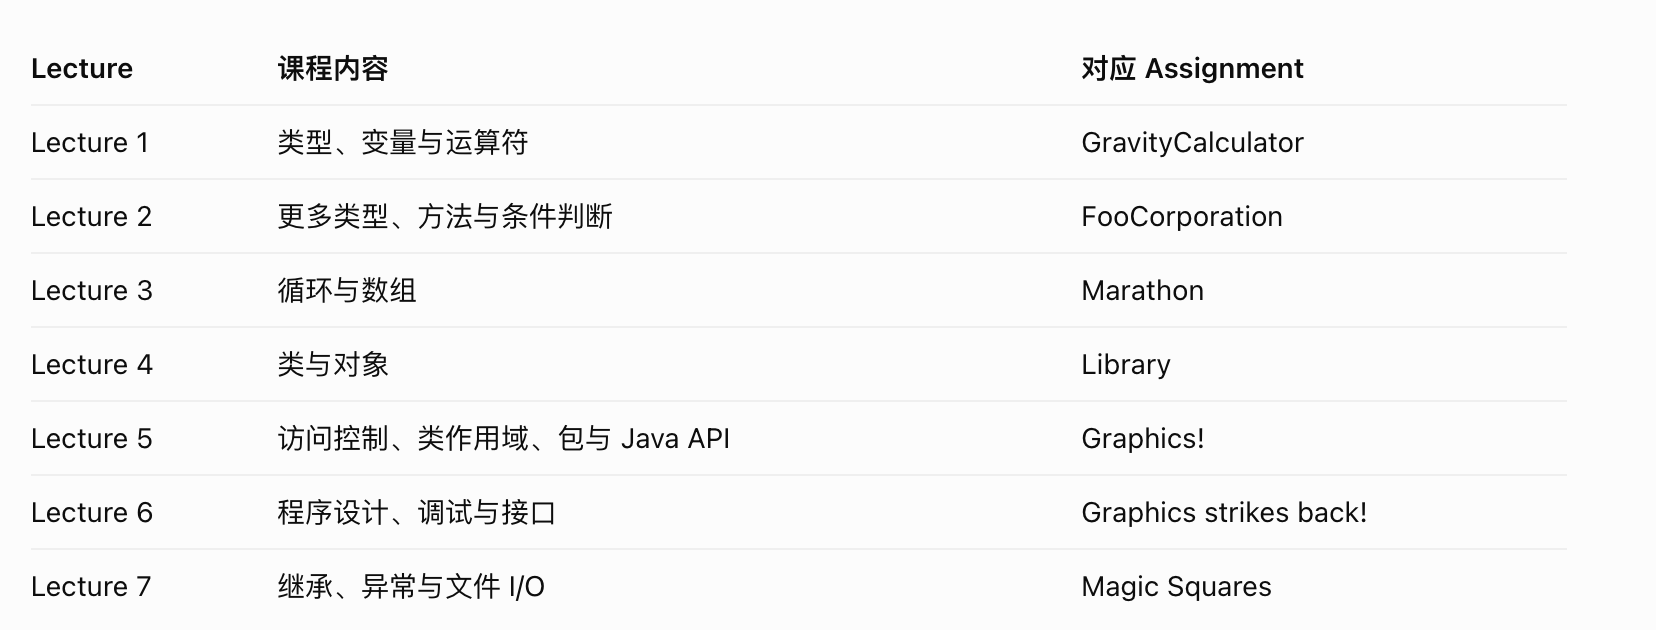 Lecture 课程内容 对应 Assignment
Lecture 1 类型、变量与运算符 GravityCalculator
Lecture 2 更多类型、方法与条件判断 FooCorporation
Lecture 3 循环与数组 Marathon
Lecture 4 类与对象 Library
Lecture 5 访问控制、类作用域、包与 Java API Graphics!
Lecture 6 程序设计、调试与接口 Graphics strikes back!
Lecture 7 继承、异常与文件 I/O Magic Squares